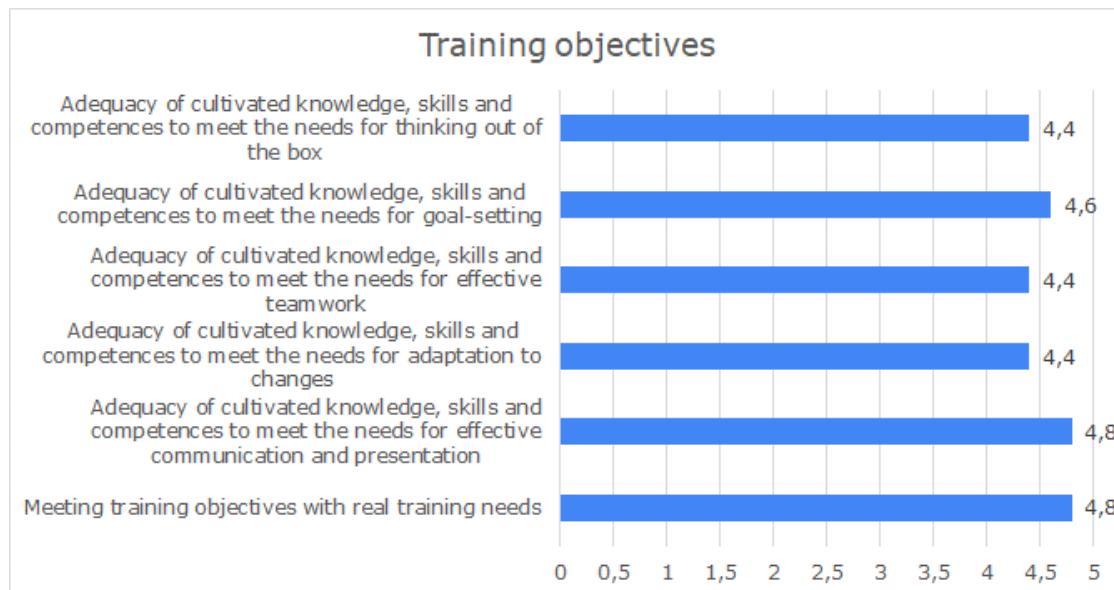 Training objectives
Adequacy of cultivated knowledge, skills and
competences to meet the needs for thinking out of
the box
4,4
Adequacy of cultivated knowledge, skills and
competences to meet the needs for goal-setting
4,6
Adequacy of cultivated knowledge, skills and
competences to meet the needs for effective
teamwork
4,4
Adequacy of cultivated knowledge, skills and
competences to meet the needs for adaptation to
changes
4,4
Adequacy of cultivated knowledge, skills and
competences to meet the needs for effective
communication and presentation
4,8
Meeting training objectives with real training needs
4,8
0 0,5 1 1,5 2 2,5 3 3,5 4 4,5 5